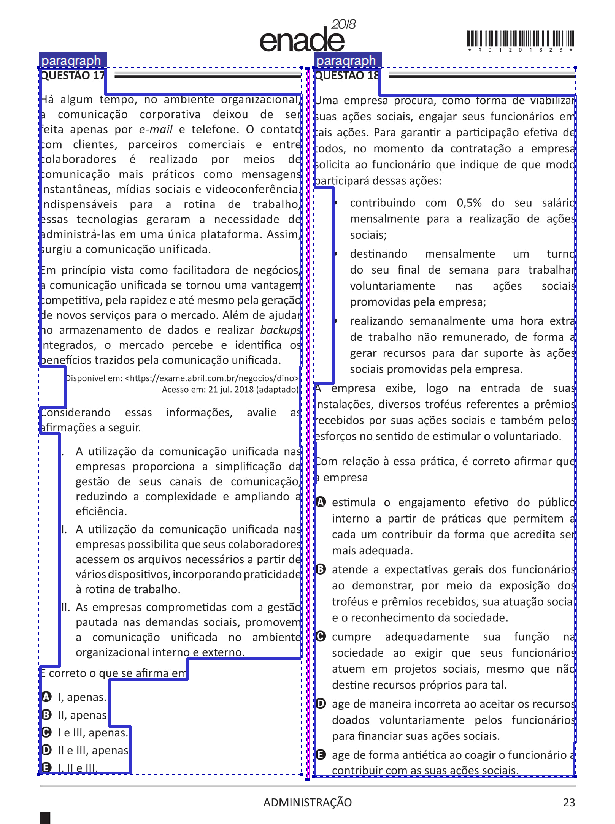 enade2018
paragraph
QUESTÃO 17
Há algum tempo, no ambiente organizacional,
a comunicação corporativa deixou de ser
feita apenas por e-mail e telefone. O contato
com clientes, parceiros comerciais e entre
colaboradores é realizado por meios de
comunicação mais práticos como mensagens
instantâneas, mídias sociais e videoconferência.
Indispensáveis para a rotina de trabalho,
essas tecnologias geraram a necessidade de
administrá-las em uma única plataforma. Assim,
surgiu a comunicação unificada.
Em princípio vista como facilitadora de negócios,
a comunicação unificada se tornou uma vantagem
competitiva, pela rapidez e até mesmo pela geração
de novos serviços para o mercado. Além de ajudar
no armazenamento de dados e realizar backups
integrados, o mercado percebe e identifica os
benefícios trazidos pela comunicação unificada.
Disponível em: <https://exame.abril.com.br/negocios/dino>.
Acesso em: 21 jul. 2018 (adaptado).
Considerando essas informações, avalie as
afirmações a seguir.
I. A utilização da comunicação unificada nas
empresas proporciona a simplificação da
gestão de seus canais de comunicação,
reduzindo a complexidade e ampliando a
eficiência.
II. A utilização da comunicação unificada nas
empresas possibilita que seus colaboradores
acessem os arquivos necessários a partir de
vários dispositivos, incorporando praticidade
à rotina de trabalho.
III. As empresas comprometidas com a gestão
pautada nas demandas sociais, promovem
a comunicação unificada no ambiente
organizacional interno e externo.
É correto o que se afirma em
A I, apenas.
B II, apenas.
C I e III, apenas.
D II e III, apenas.
E I, II e III.
paragraph
QUESTÃO 18
Uma empresa procura, como forma de viabilizar
suas ações sociais, engajar seus funcionários em
tais ações. Para garantir a participação efetiva de
todos, no momento da contratação a empresa
solicita ao funcionário que indique de que modo
participará dessas ações:
• contribuindo com 0,5% do seu salário
mensalmente para a realização de ações
sociais;
• destinando mensalmente um turno
do seu final de semana para trabalhar
voluntariamente nas ações sociais
promovidas pela empresa;
• realizando semanalmente uma hora extra
de trabalho não remunerado, de forma a
gerar recursos para dar suporte às ações
sociais promovidas pela empresa.
A empresa exibe, logo na entrada de suas
instalações, diversos troféus referentes a prêmios
recebidos por suas ações sociais e também pelos
esforços no sentido de estimular o voluntariado.
Com relação à essa prática, é correto afirmar que
a empresa
A estimula o engajamento efetivo do público
interno a partir de práticas que permitem a
cada um contribuir da forma que acredita ser
mais adequada.
B atende a expectativas gerais dos funcionários
ao demonstrar, por meio da exposição dos
troféus e prêmios recebidos, sua atuação social
e o reconhecimento da sociedade.
C cumpre adequadamente sua função na
sociedade ao exigir que seus funcionários
atuem em projetos sociais, mesmo que não
destine recursos próprios para tal.
D age de maneira incorreta ao aceitar os recursos
doados voluntariamente pelos funcionários
para financiar suas ações sociais.
E age de forma antiética ao coagir o funcionário a
contribuir com as suas ações sociais.
ADMINISTRAÇÃO
23